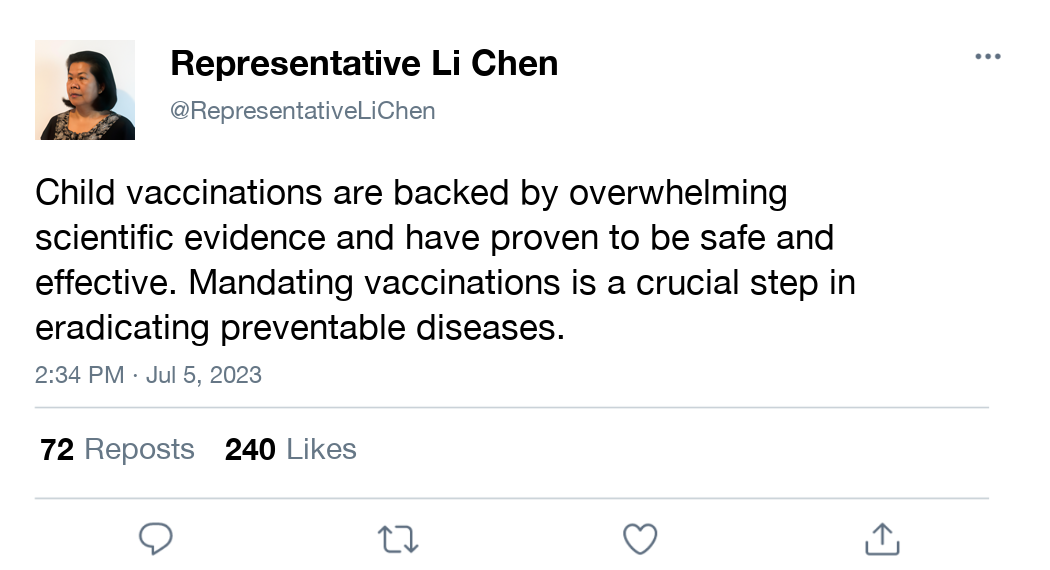 Representative Li Chen
@RepresentativeLiChen
Child vaccinations are backed by overwhelming
scientific evidence and have proven to be safe and
effective. Mandating vaccinations is a crucial step in
eradicating preventable diseases.
2:34 PM · Jul 5, 2023
72 Reposts 240 Likes